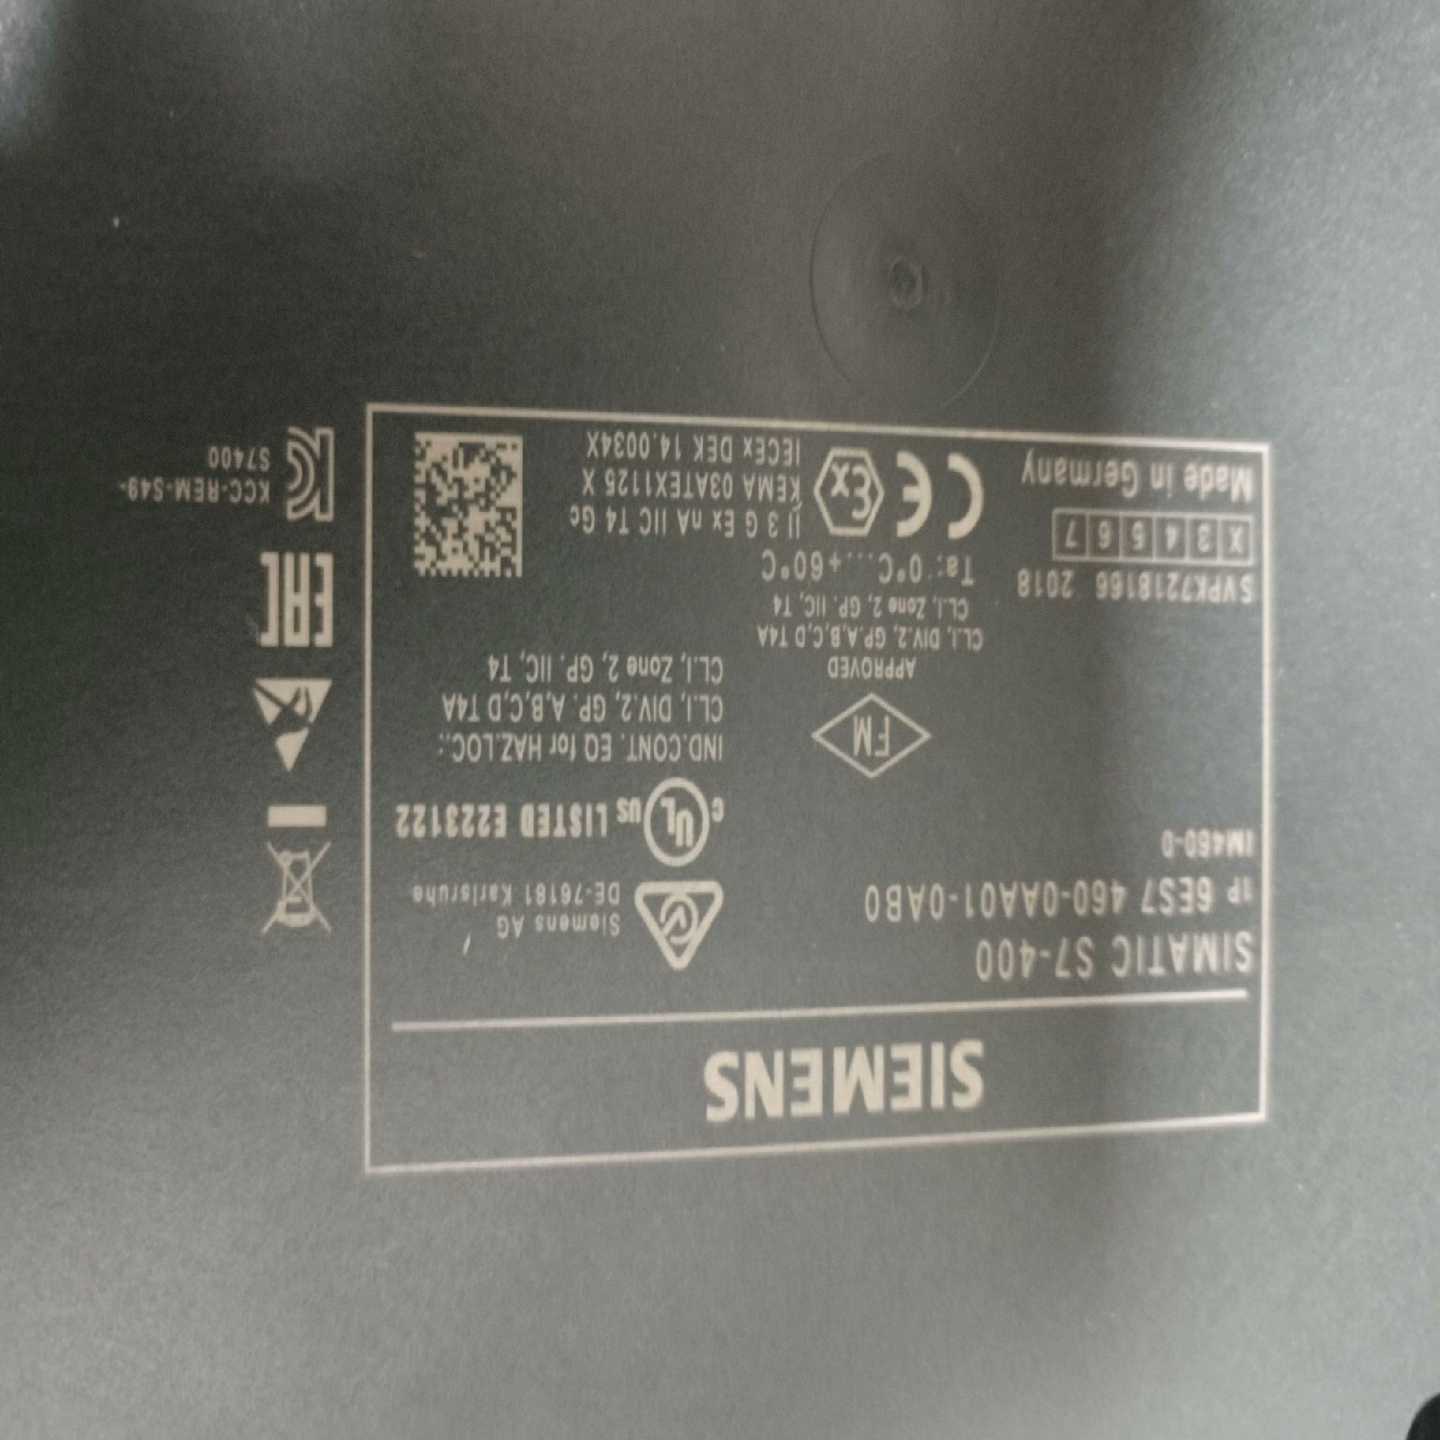 SIEMENS
SIMATIC S7-400
1P 6ES7 460-0AA01-0AB0
IM460-0
SVPK7218166 2018
X 3 4 5 6 7
Made in Germany
FM
APPROVED
CL.I, DIV.2, GP.A,B,C,D T4A
CL.I, Zone 2, GP. IIC, T4
Ta: 0°C...+60°C
CE Ex
II 3 G Ex nA IIC T4 Gc
KEMA 03ATEX1125 X
IECEx DEK 14.0034X
Siemens AG
DE-76181 Karlsruhe
C UL US LISTED E223122
IND.CONT. EQ for HAZ.LOC.:
CL.I, DIV.2, GP. A,B,C,D T4A
CL.I, Zone 2, GP. IIC, T4
EAC
KCC-REM-S49-
S7400